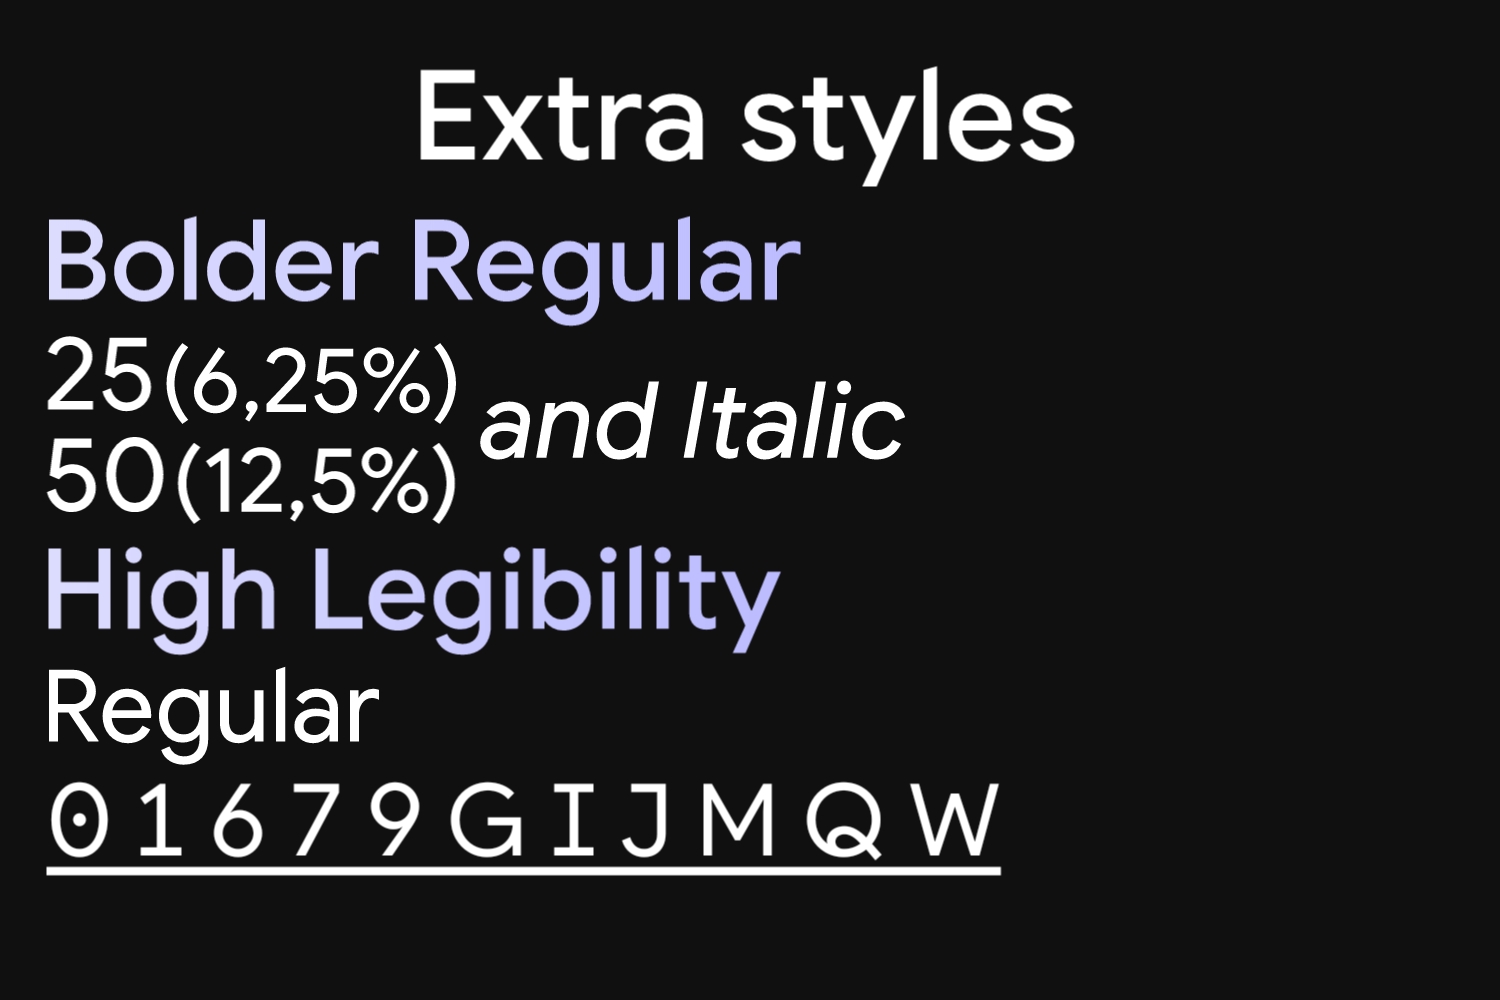 Extra styles
Bolder Regular
25 (6,25%)
50 (12,5%)
and Italic
High Legibility
Regular
0 1 6 7 9 G I J M Q W